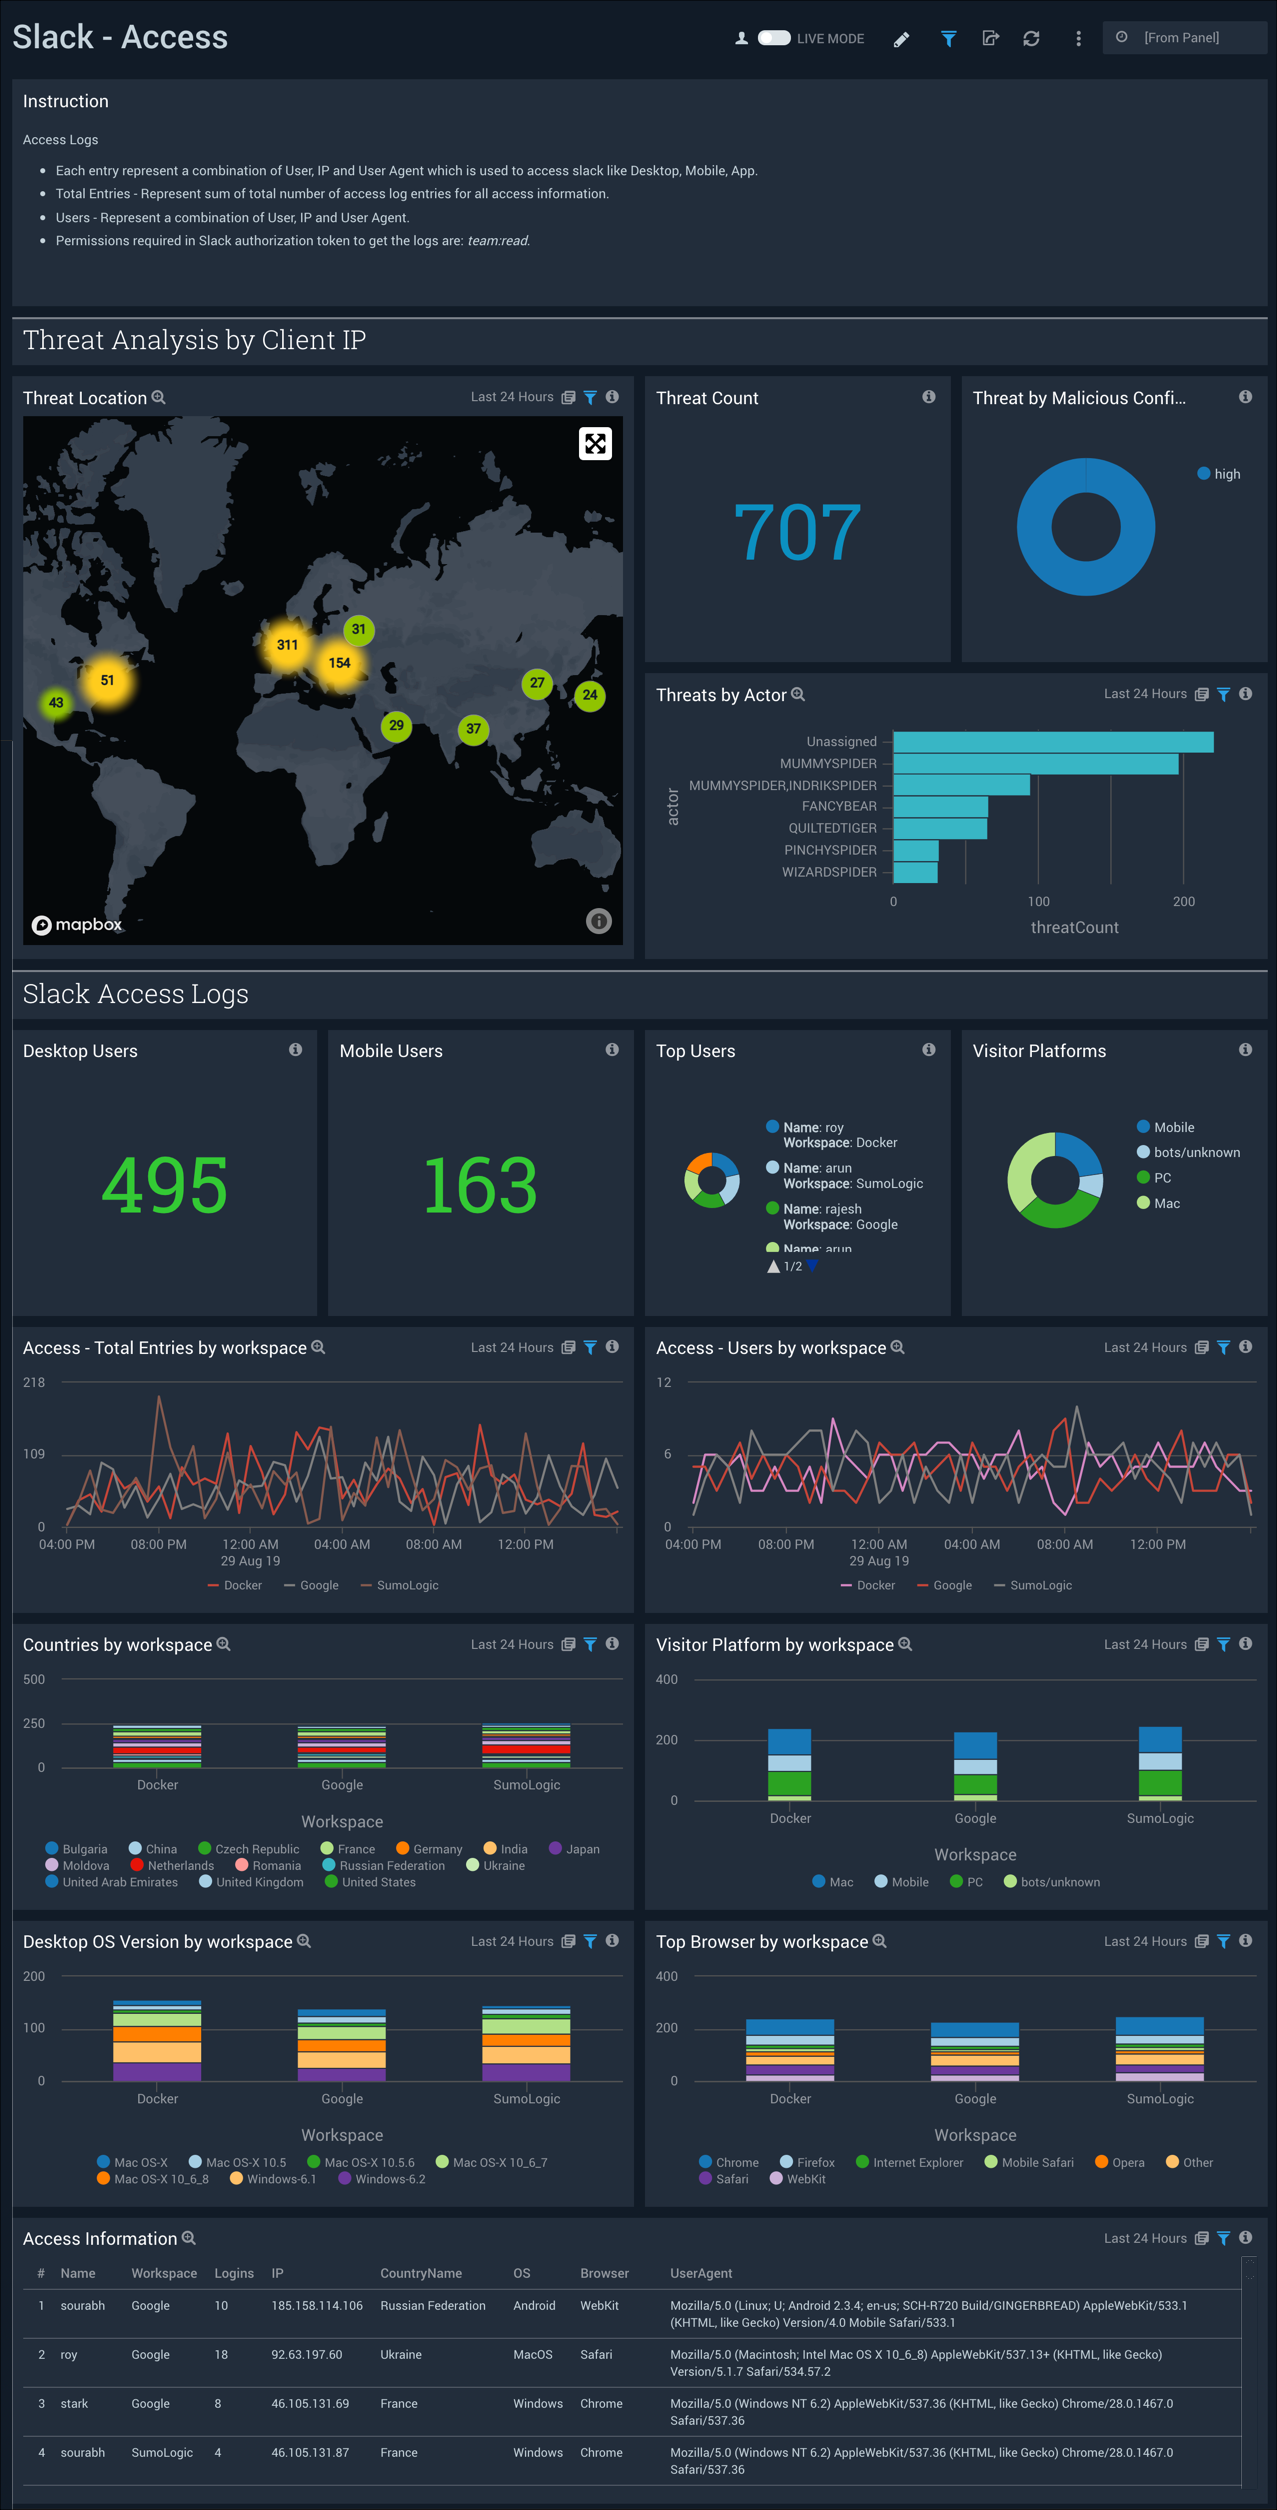 Slack - Access
LIVE MODE
[From Panel]
Instruction
Access Logs
Each entry represent a combination of User, IP and User Agent which is used to access slack like Desktop, Mobile, App.
Total Entries - Represent sum of total number of access log entries for all access information.
Users - Represent a combination of User, IP and User Agent.
Permissions required in Slack authorization token to get the logs are: team:read.
Threat Analysis by Client IP
Threat Location
Last 24 Hours
31
311
154
51
43
27
24
29
37
mapbox
Threat Count
707
Threat by Malicious Confi...
high
Threats by Actor
Last 24 Hours
actor
Unassigned
MUMMYSPIDER
MUMMYSPIDER,INDRIKSPIDER
FANCYBEAR
QUILTEDTIGER
PINCHYSPIDER
WIZARDSPIDER
0 100 200
threatCount
Slack Access Logs
Desktop Users
495
Mobile Users
163
Top Users
Name: roy
Workspace: Docker
Name: arun
Workspace: SumoLogic
Name: rajesh
Workspace: Google
Name: arun
1/2
Visitor Platforms
Mobile
bots/unknown
PC
Mac
Access - Total Entries by workspace
Last 24 Hours
218
109
0
04:00 PM 08:00 PM 12:00 AM 04:00 AM 08:00 AM 12:00 PM
29 Aug 19
Docker Google SumoLogic
Access - Users by workspace
Last 24 Hours
12
6
0
04:00 PM 08:00 PM 12:00 AM 04:00 AM 08:00 AM 12:00 PM
29 Aug 19
Docker Google SumoLogic
Countries by workspace
Last 24 Hours
500
250
0
Docker Google SumoLogic
Workspace
Bulgaria China Czech Republic France Germany India Japan
Moldova Netherlands Romania Russian Federation Ukraine
United Arab Emirates United Kingdom United States
Visitor Platform by workspace
Last 24 Hours
400
200
0
Docker Google SumoLogic
Workspace
Mac Mobile PC bots/unknown
Desktop OS Version by workspace
Last 24 Hours
200
100
0
Docker Google SumoLogic
Workspace
Mac OS-X Mac OS-X 10.5 Mac OS-X 10.5.6 Mac OS-X 10_6_7
Mac OS-X 10_6_8 Windows-6.1 Windows-6.2
Top Browser by workspace
Last 24 Hours
400
200
0
Docker Google SumoLogic
Workspace
Chrome Firefox Internet Explorer Mobile Safari Opera Other
Safari WebKit
Access Information
Last 24 Hours
# Name Workspace Logins IP CountryName OS Browser UserAgent
1 sourabh Google 10 185.158.114.106 Russian Federation Android WebKit Mozilla/5.0 (Linux; U; Android 2.3.4; en-us; SCH-R720 Build/GINGERBREAD) AppleWebKit/533.1
(KHTML, like Gecko) Version/4.0 Mobile Safari/533.1
2 roy Google 18 92.63.197.60 Ukraine MacOS Safari Mozilla/5.0 (Macintosh; Intel Mac OS X 10_6_8) AppleWebKit/537.13+ (KHTML, like Gecko)
Version/5.1.7 Safari/534.57.2
3 stark Google 8 46.105.131.69 France Windows Chrome Mozilla/5.0 (Windows NT 6.2) AppleWebKit/537.36 (KHTML, like Gecko) Chrome/28.0.1467.0
Safari/537.36
4 sourabh SumoLogic 4 46.105.131.87 France Windows Chrome Mozilla/5.0 (Windows NT 6.2) AppleWebKit/537.36 (KHTML, like Gecko) Chrome/28.0.1467.0
Safari/537.36